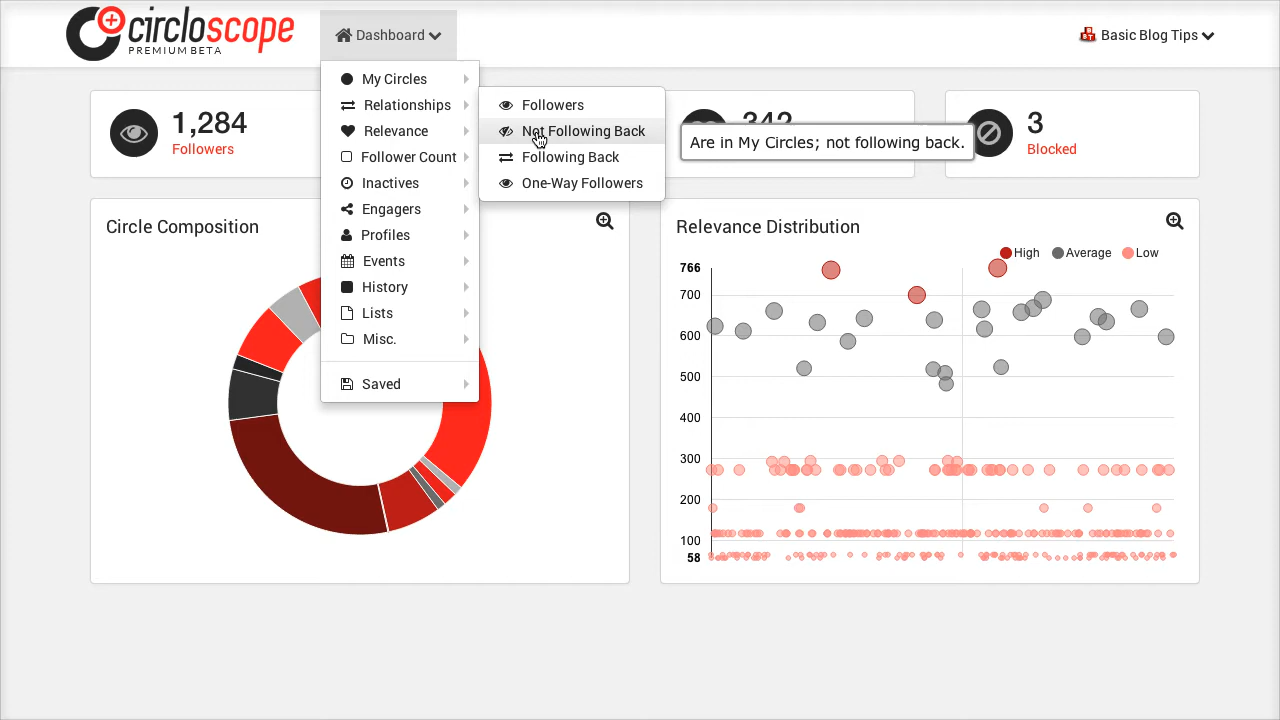 circloscope
PREMIUM BETA
Dashboard
Basic Blog Tips
My Circles
Relationships
Relevance
Follower Count
Inactives
Engagers
Profiles
Events
History
Lists
Misc.
Saved
Followers
Not Following Back
Following Back
One-Way Followers
Are in My Circles; not following back.
1,284
Followers
342
3
Blocked
Circle Composition
Relevance Distribution
High
Average
Low
766
700
600
500
400
300
200
100
58